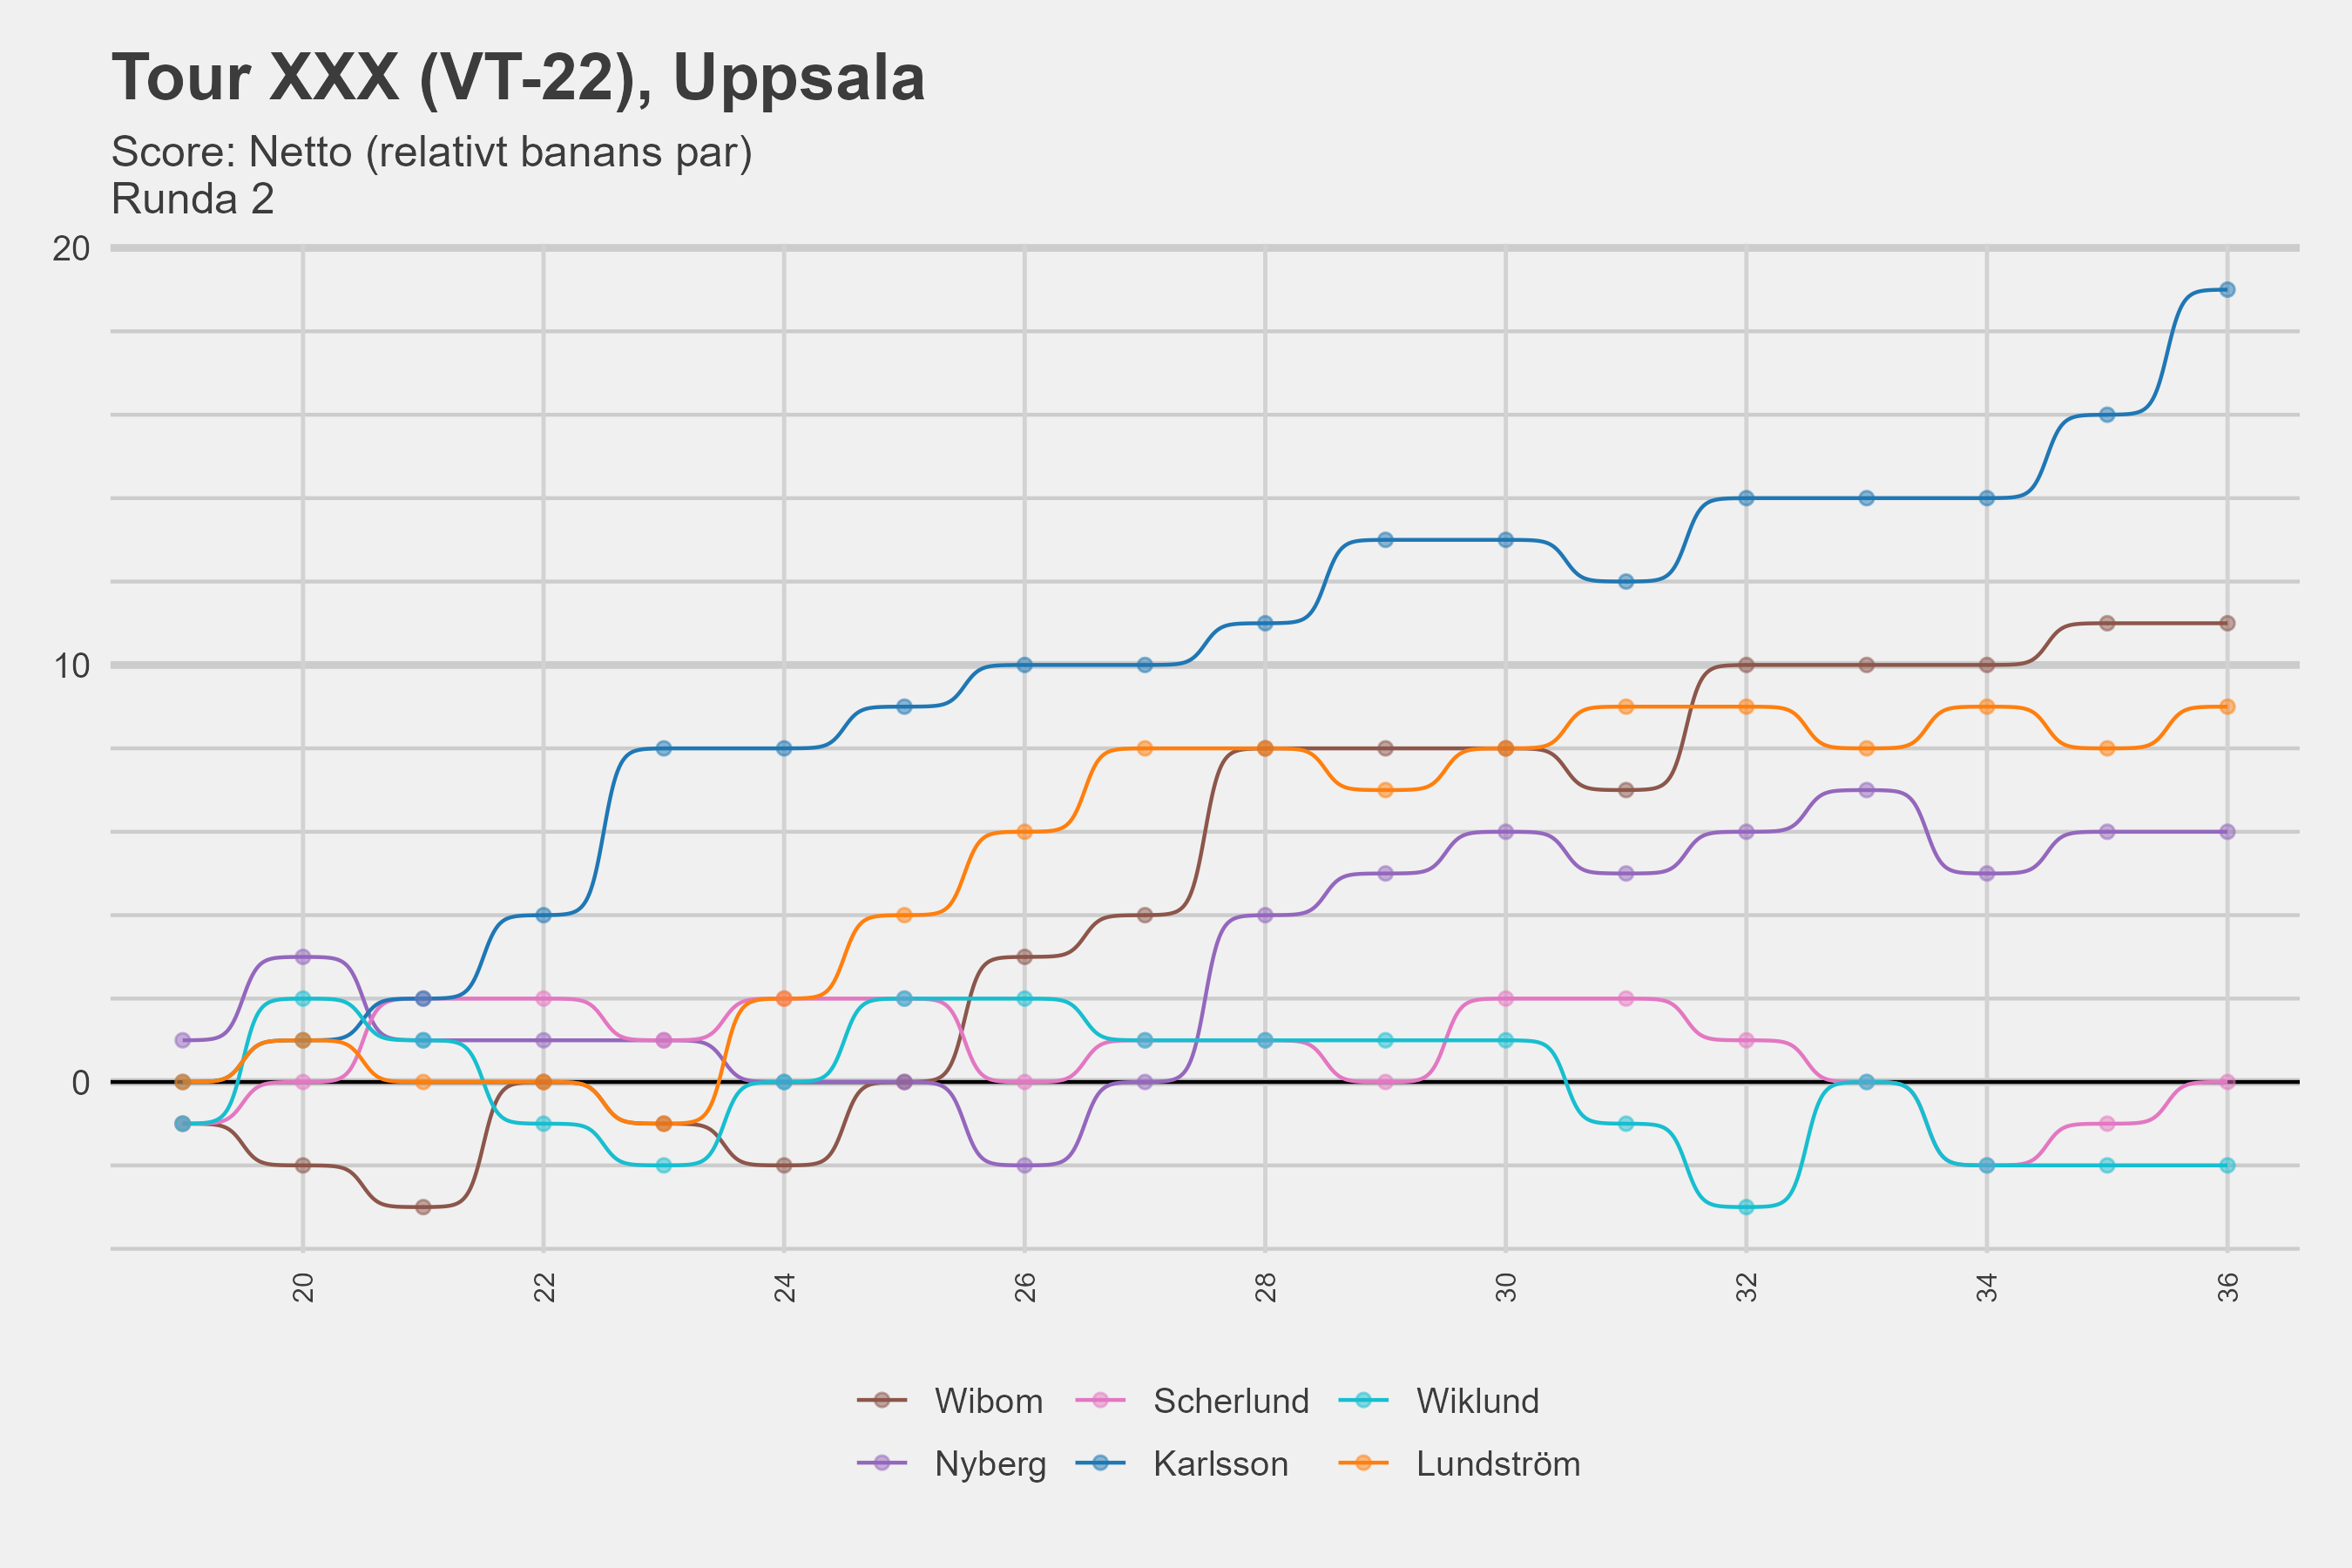 Tour XXX (VT-22), Uppsala
Score: Netto (relativt banans par)
Runda 2
20
10
0
20 22 24 26 28 30 32 34 36
Wibom Scherlund Wiklund
Nyberg Karlsson Lundström